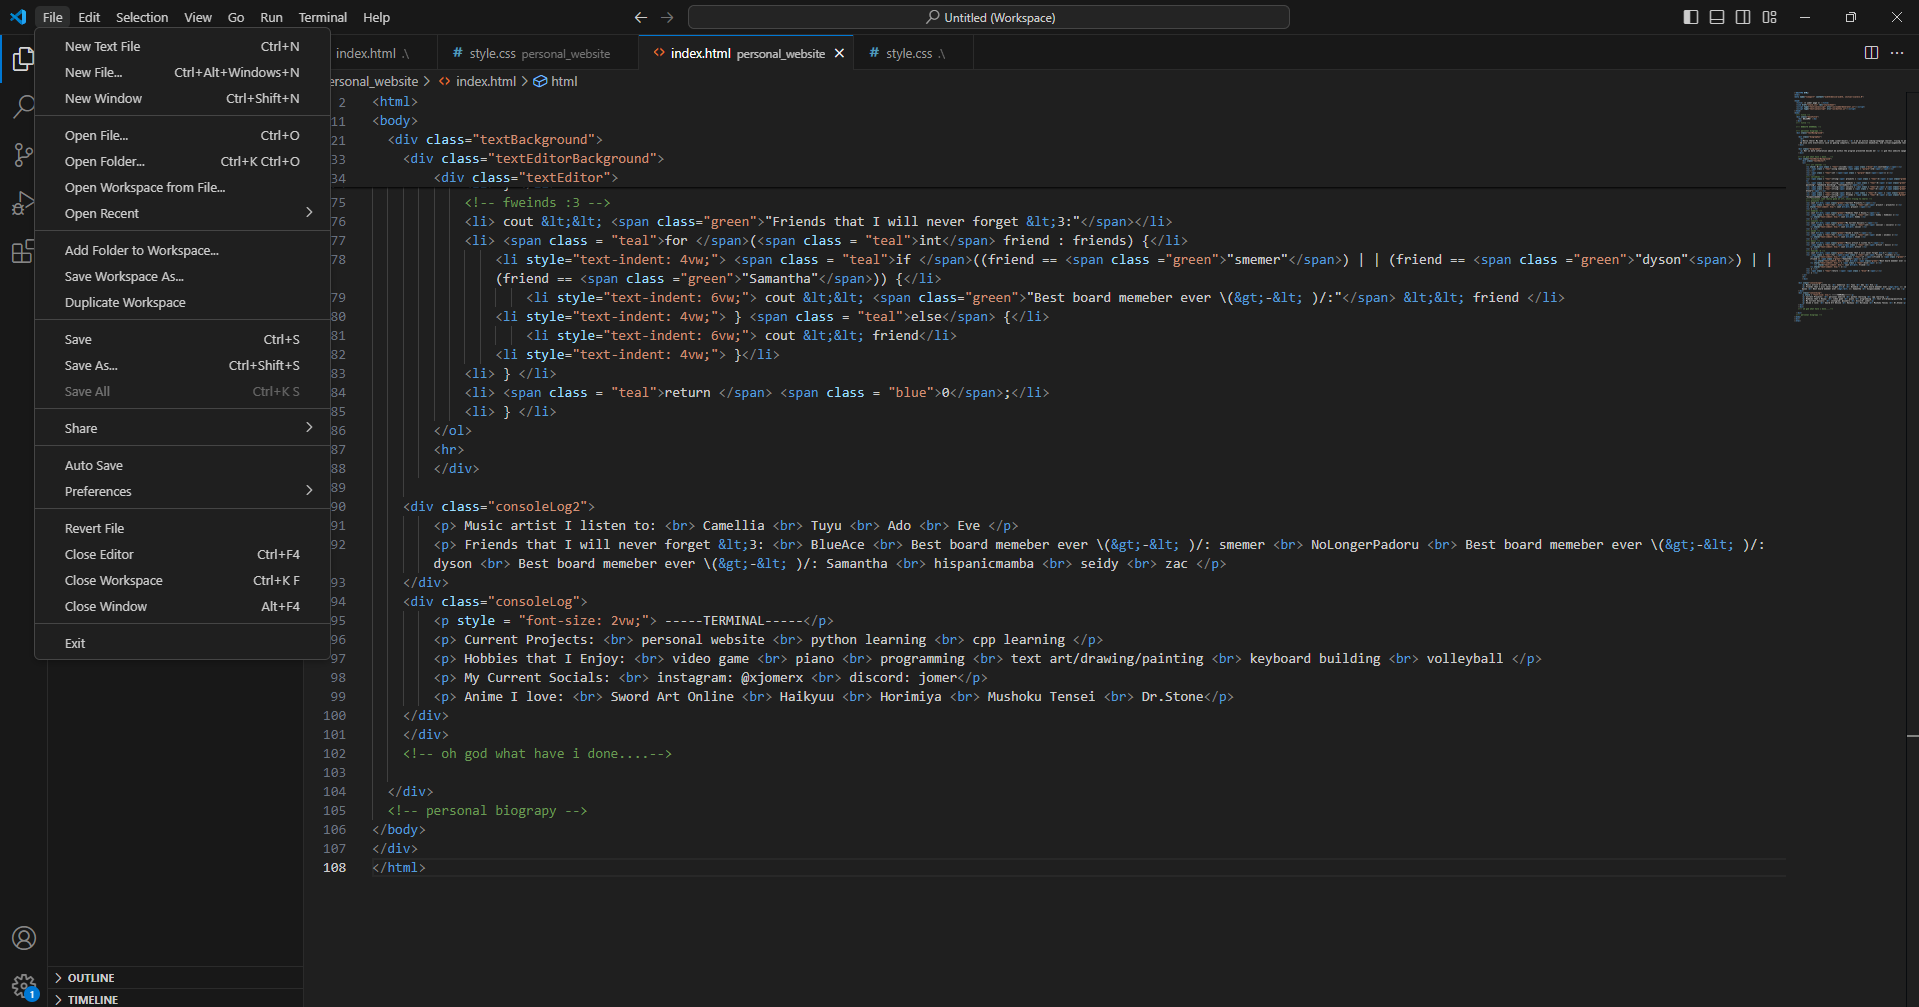 File Edit Selection View Go Run Terminal Help
Untitled (Workspace)
New Text File Ctrl+N
New File... Ctrl+Alt+Windows+N
New Window Ctrl+Shift+N
Open File... Ctrl+O
Open Folder... Ctrl+K Ctrl+O
Open Workspace from File...
Open Recent
Add Folder to Workspace...
Save Workspace As...
Duplicate Workspace
Save Ctrl+S
Save As... Ctrl+Shift+S
Save All Ctrl+K S
Share
Auto Save
Preferences
Revert File
Close Editor Ctrl+F4
Close Workspace Ctrl+K F
Close Window Alt+F4
Exit
OUTLINE
TIMELINE
1
index.html .\ # style.css personal_website <> index.html personal_website # style.css .\
ersonal_website > <> index.html > html
2 <html>
11 <body>
21 <div class="textBackground">
33 <div class="textEditorBackground">
34 <div class="textEditor">
75 <!-- fweinds :3 -->
76 <li> cout &lt;&lt; <span class="green">"Friends that I will never forget &lt;3:"</span></li>
77 <li> <span class = "teal">for </span>(<span class = "teal">int</span> friend : friends) {</li>
78 <li style="text-indent: 4vw;"> <span class = "teal">if </span>((friend == <span class ="green">"smemer"</span>) | | (friend == <span class ="green">"dyson"<span>) | |
(friend == <span class ="green">"Samantha"</span>)) {</li>
79 <li style="text-indent: 6vw;"> cout &lt;&lt; <span class="green">"Best board memeber ever \(&gt;-&lt; )/:"</span> &lt;&lt; friend </li>
80 <li style="text-indent: 4vw;"> } <span class = "teal">else</span> {</li>
81 <li style="text-indent: 6vw;"> cout &lt;&lt; friend</li>
82 <li style="text-indent: 4vw;"> }</li>
83 <li> } </li>
84 <li> <span class = "teal">return </span> <span class = "blue">0</span>;</li>
85 <li> } </li>
86 </ol>
87 <hr>
88 </div>
89
90 <div class="consoleLog2">
91 <p> Music artist I listen to: <br> Camellia <br> Tuyu <br> Ado <br> Eve </p>
92 <p> Friends that I will never forget &lt;3: <br> BlueAce <br> Best board memeber ever \(&gt;-&lt; )/: smemer <br> NoLongerPadoru <br> Best board memeber ever \(&gt;-&lt; )/:
dyson <br> Best board memeber ever \(&gt;-&lt; )/: Samantha <br> hispanicmamba <br> seidy <br> zac </p>
93 </div>
94 <div class="consoleLog">
95 <p style = "font-size: 2vw;"> -----TERMINAL-----</p>
96 <p> Current Projects: <br> personal website <br> python learning <br> cpp learning </p>
97 <p> Hobbies that I Enjoy: <br> video game <br> piano <br> programming <br> text art/drawing/painting <br> keyboard building <br> volleyball </p>
98 <p> My Current Socials: <br> instagram: @xjomerx <br> discord: jomer</p>
99 <p> Anime I love: <br> Sword Art Online <br> Haikyuu <br> Horimiya <br> Mushoku Tensei <br> Dr.Stone</p>
100 </div>
101 </div>
102 <!-- oh god what have i done....-->
103
104 </div>
105 <!-- personal biograpy -->
106 </body>
107 </div>
108 </html>